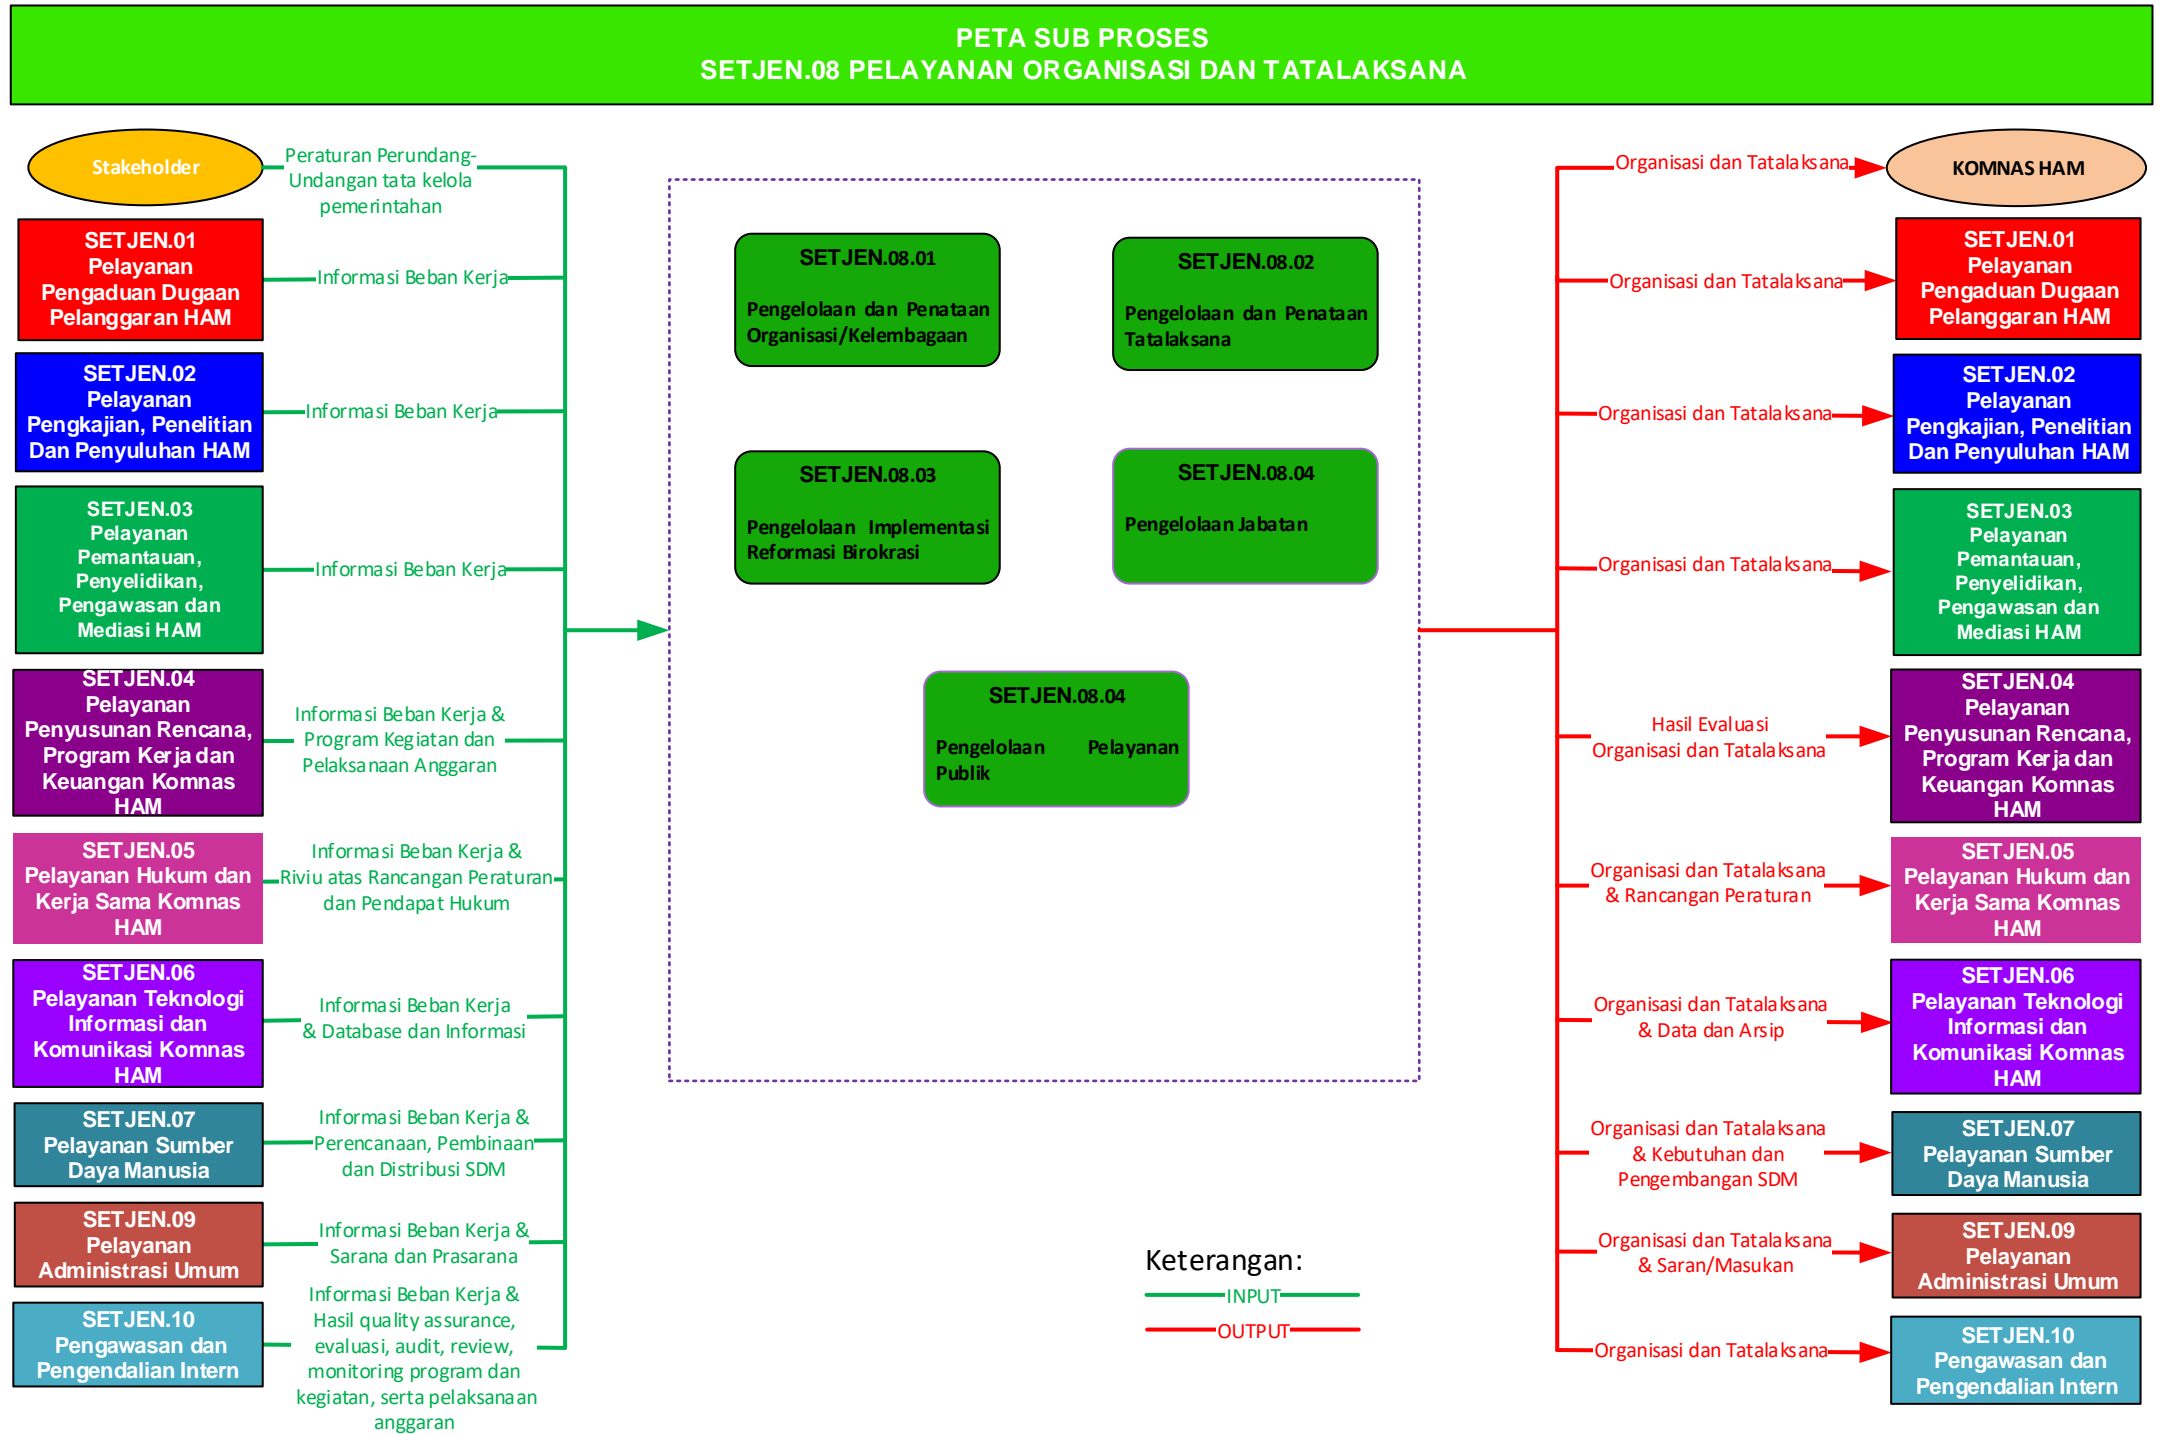 PETA SUB PROSES
SETJEN.08 PELAYANAN ORGANISASI DAN TATALAKSANA
Stakeholder
Peraturan Perundang-
Undangan tata kelola
pemerintahan
SETJEN.01
Pelayanan
Pengaduan Dugaan
Pelanggaran HAM
Informasi Beban Kerja
SETJEN.02
Pelayanan
Pengkajian, Penelitian
Dan Penyuluhan HAM
Informasi Beban Kerja
SETJEN.03
Pelayanan
Pemantauan,
Penyelidikan,
Pengawasan dan
Mediasi HAM
Informasi Beban Kerja
SETJEN.04
Pelayanan
Penyusunan Rencana,
Program Kerja dan
Keuangan Komnas
HAM
Informasi Beban Kerja &
Program Kegiatan dan
Pelaksanaan Anggaran
SETJEN.05
Pelayanan Hukum dan
Kerja Sama Komnas
HAM
Informasi Beban Kerja &
Riviu atas Rancangan Peraturan
dan Pendapat Hukum
SETJEN.06
Pelayanan Teknologi
Informasi dan
Komunikasi Komnas
HAM
Informasi Beban Kerja
& Database dan Informasi
SETJEN.07
Pelayanan Sumber
Daya Manusia
Informasi Beban Kerja &
Perencanaan, Pembinaan
dan Distribusi SDM
SETJEN.09
Pelayanan
Administrasi Umum
Informasi Beban Kerja &
Sarana dan Prasarana
SETJEN.10
Pengawasan dan
Pengendalian Intern
Informasi Beban Kerja &
Hasil quality assurance,
evaluasi, audit, review,
monitoring program dan
kegiatan, serta pelaksanaan
anggaran
SETJEN.08.01
Pengelolaan dan Penataan
Organisasi/Kelembagaan
SETJEN.08.02
Pengelolaan dan Penataan
Tatalaksana
SETJEN.08.03
Pengelolaan Implementasi
Reformasi Birokrasi
SETJEN.08.04
Pengelolaan Jabatan
SETJEN.08.04
Pengelolaan Pelayanan
Publik
Keterangan:
INPUT
OUTPUT
Organisasi dan Tatalaksana
KOMNAS HAM
Organisasi dan Tatalaksana
SETJEN.01
Pelayanan
Pengaduan Dugaan
Pelanggaran HAM
Organisasi dan Tatalaksana
SETJEN.02
Pelayanan
Pengkajian, Penelitian
Dan Penyuluhan HAM
Organisasi dan Tatalaksana
SETJEN.03
Pelayanan
Pemantauan,
Penyelidikan,
Pengawasan dan
Mediasi HAM
Hasil Evaluasi
Organisasi dan Tatalaksana
SETJEN.04
Pelayanan
Penyusunan Rencana,
Program Kerja dan
Keuangan Komnas
HAM
Organisasi dan Tatalaksana
& Rancangan Peraturan
SETJEN.05
Pelayanan Hukum dan
Kerja Sama Komnas
HAM
Organisasi dan Tatalaksana
& Data dan Arsip
SETJEN.06
Pelayanan Teknologi
Informasi dan
Komunikasi Komnas
HAM
Organisasi dan Tatalaksana
& Kebutuhan dan
Pengembangan SDM
SETJEN.07
Pelayanan Sumber
Daya Manusia
Organisasi dan Tatalaksana
& Saran/Masukan
SETJEN.09
Pelayanan
Administrasi Umum
Organisasi dan Tatalaksana
SETJEN.10
Pengawasan dan
Pengendalian Intern